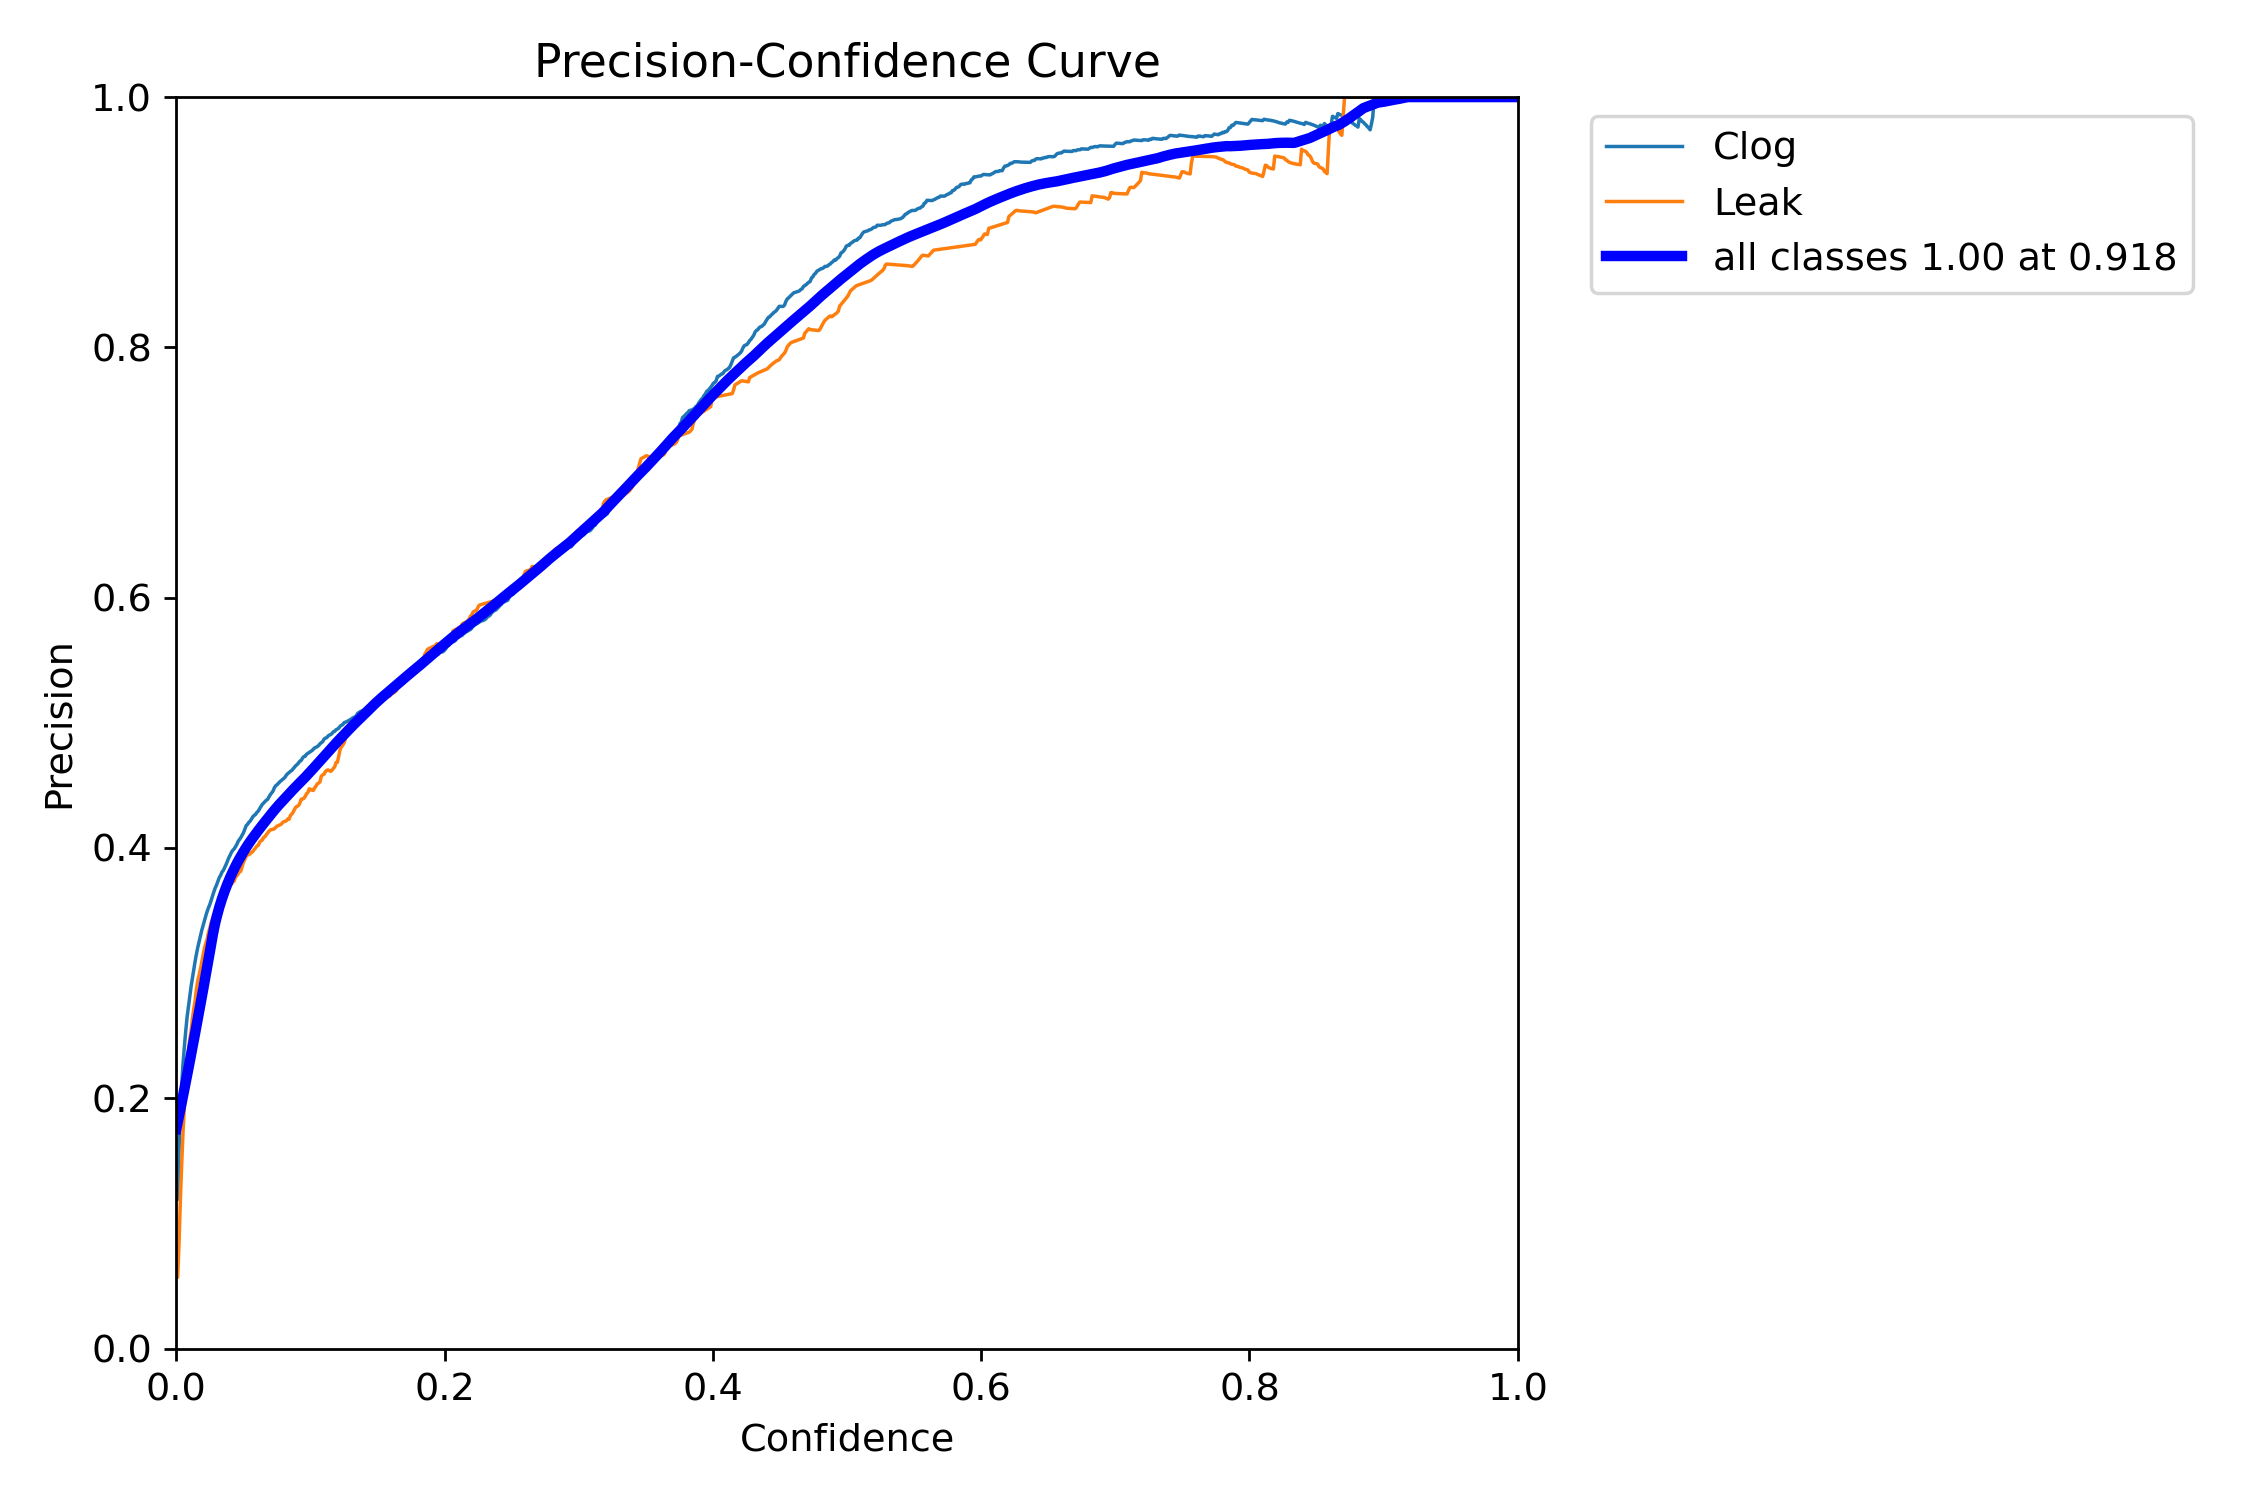 Precision-Confidence Curve
1.0
0.8
0.6
0.4
0.2
0.0
Precision
0.0 0.2 0.4 0.6 0.8 1.0
Confidence
Clog
Leak
all classes 1.00 at 0.918